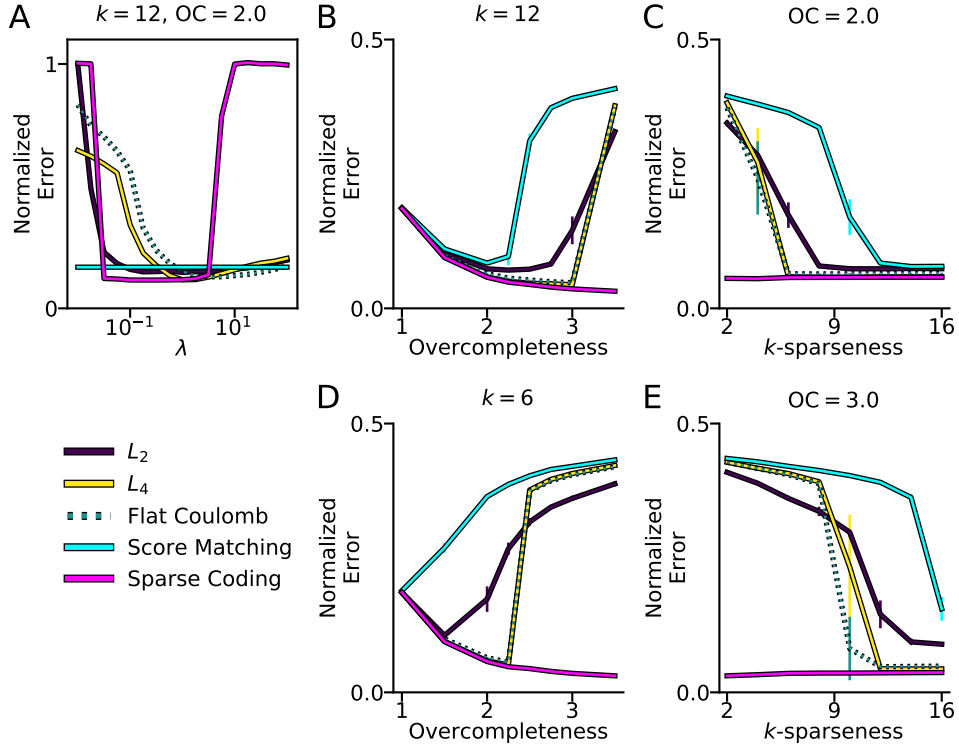 A
k = 12, OC = 2.0
Normalized
Error
1
0
10⁻¹
10¹
λ
B
k = 12
Normalized
Error
0.5
0.0
1
2
3
Overcompleteness
C
OC = 2.0
Normalized
Error
0.5
0.0
2
9
16
k-sparseness
L₂
L₄
Flat Coulomb
Score Matching
Sparse Coding
D
k = 6
Normalized
Error
0.5
0.0
1
2
3
Overcompleteness
E
OC = 3.0
Normalized
Error
0.5
0.0
2
9
16
k-sparseness